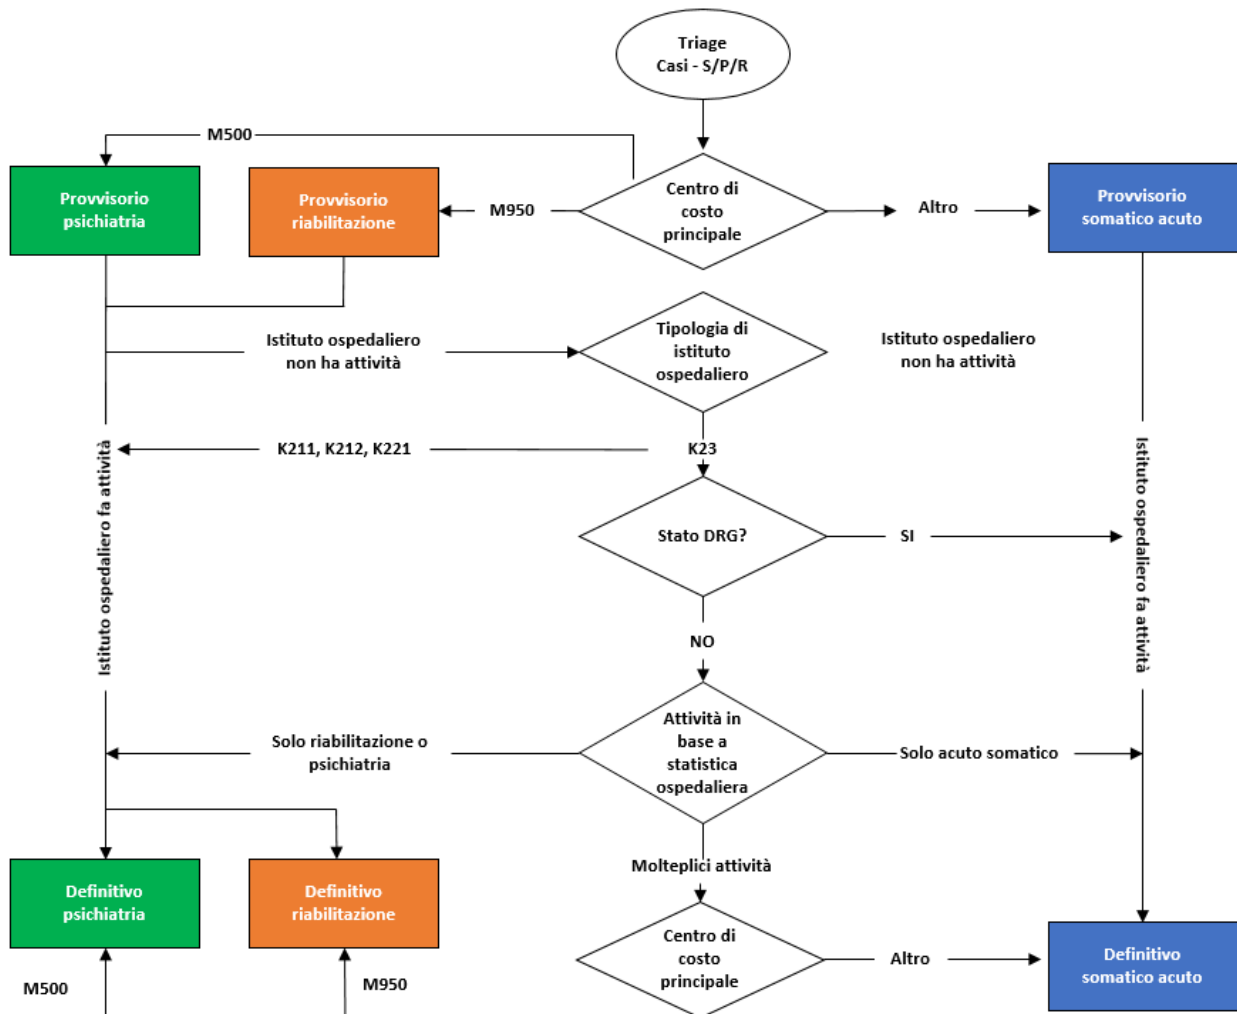 Triage
Casi - S/P/R
M500
Provvisorio
psichiatria
Provvisorio
riabilitazione
M950
Centro di
costo
principale
Altro
Provvisorio
somatico acuto
Istituto ospedaliero
non ha attività
Tipologia di
istituto
ospedaliero
Istituto ospedaliero
non ha attività
Istituto ospedaliero fa attività
K211, K212, K221
K23
Istituto ospedaliero fa attività
Stato DRG?
SI
NO
Solo riabilitazione o
psichiatria
Attività in
base a
statistica
ospedaliera
Solo acuto somatico
Molteplici attività
Definitivo
psichiatria
Definitivo
riabilitazione
Centro di
costo
principale
Altro
Definitivo
somatico acuto
M500
M950